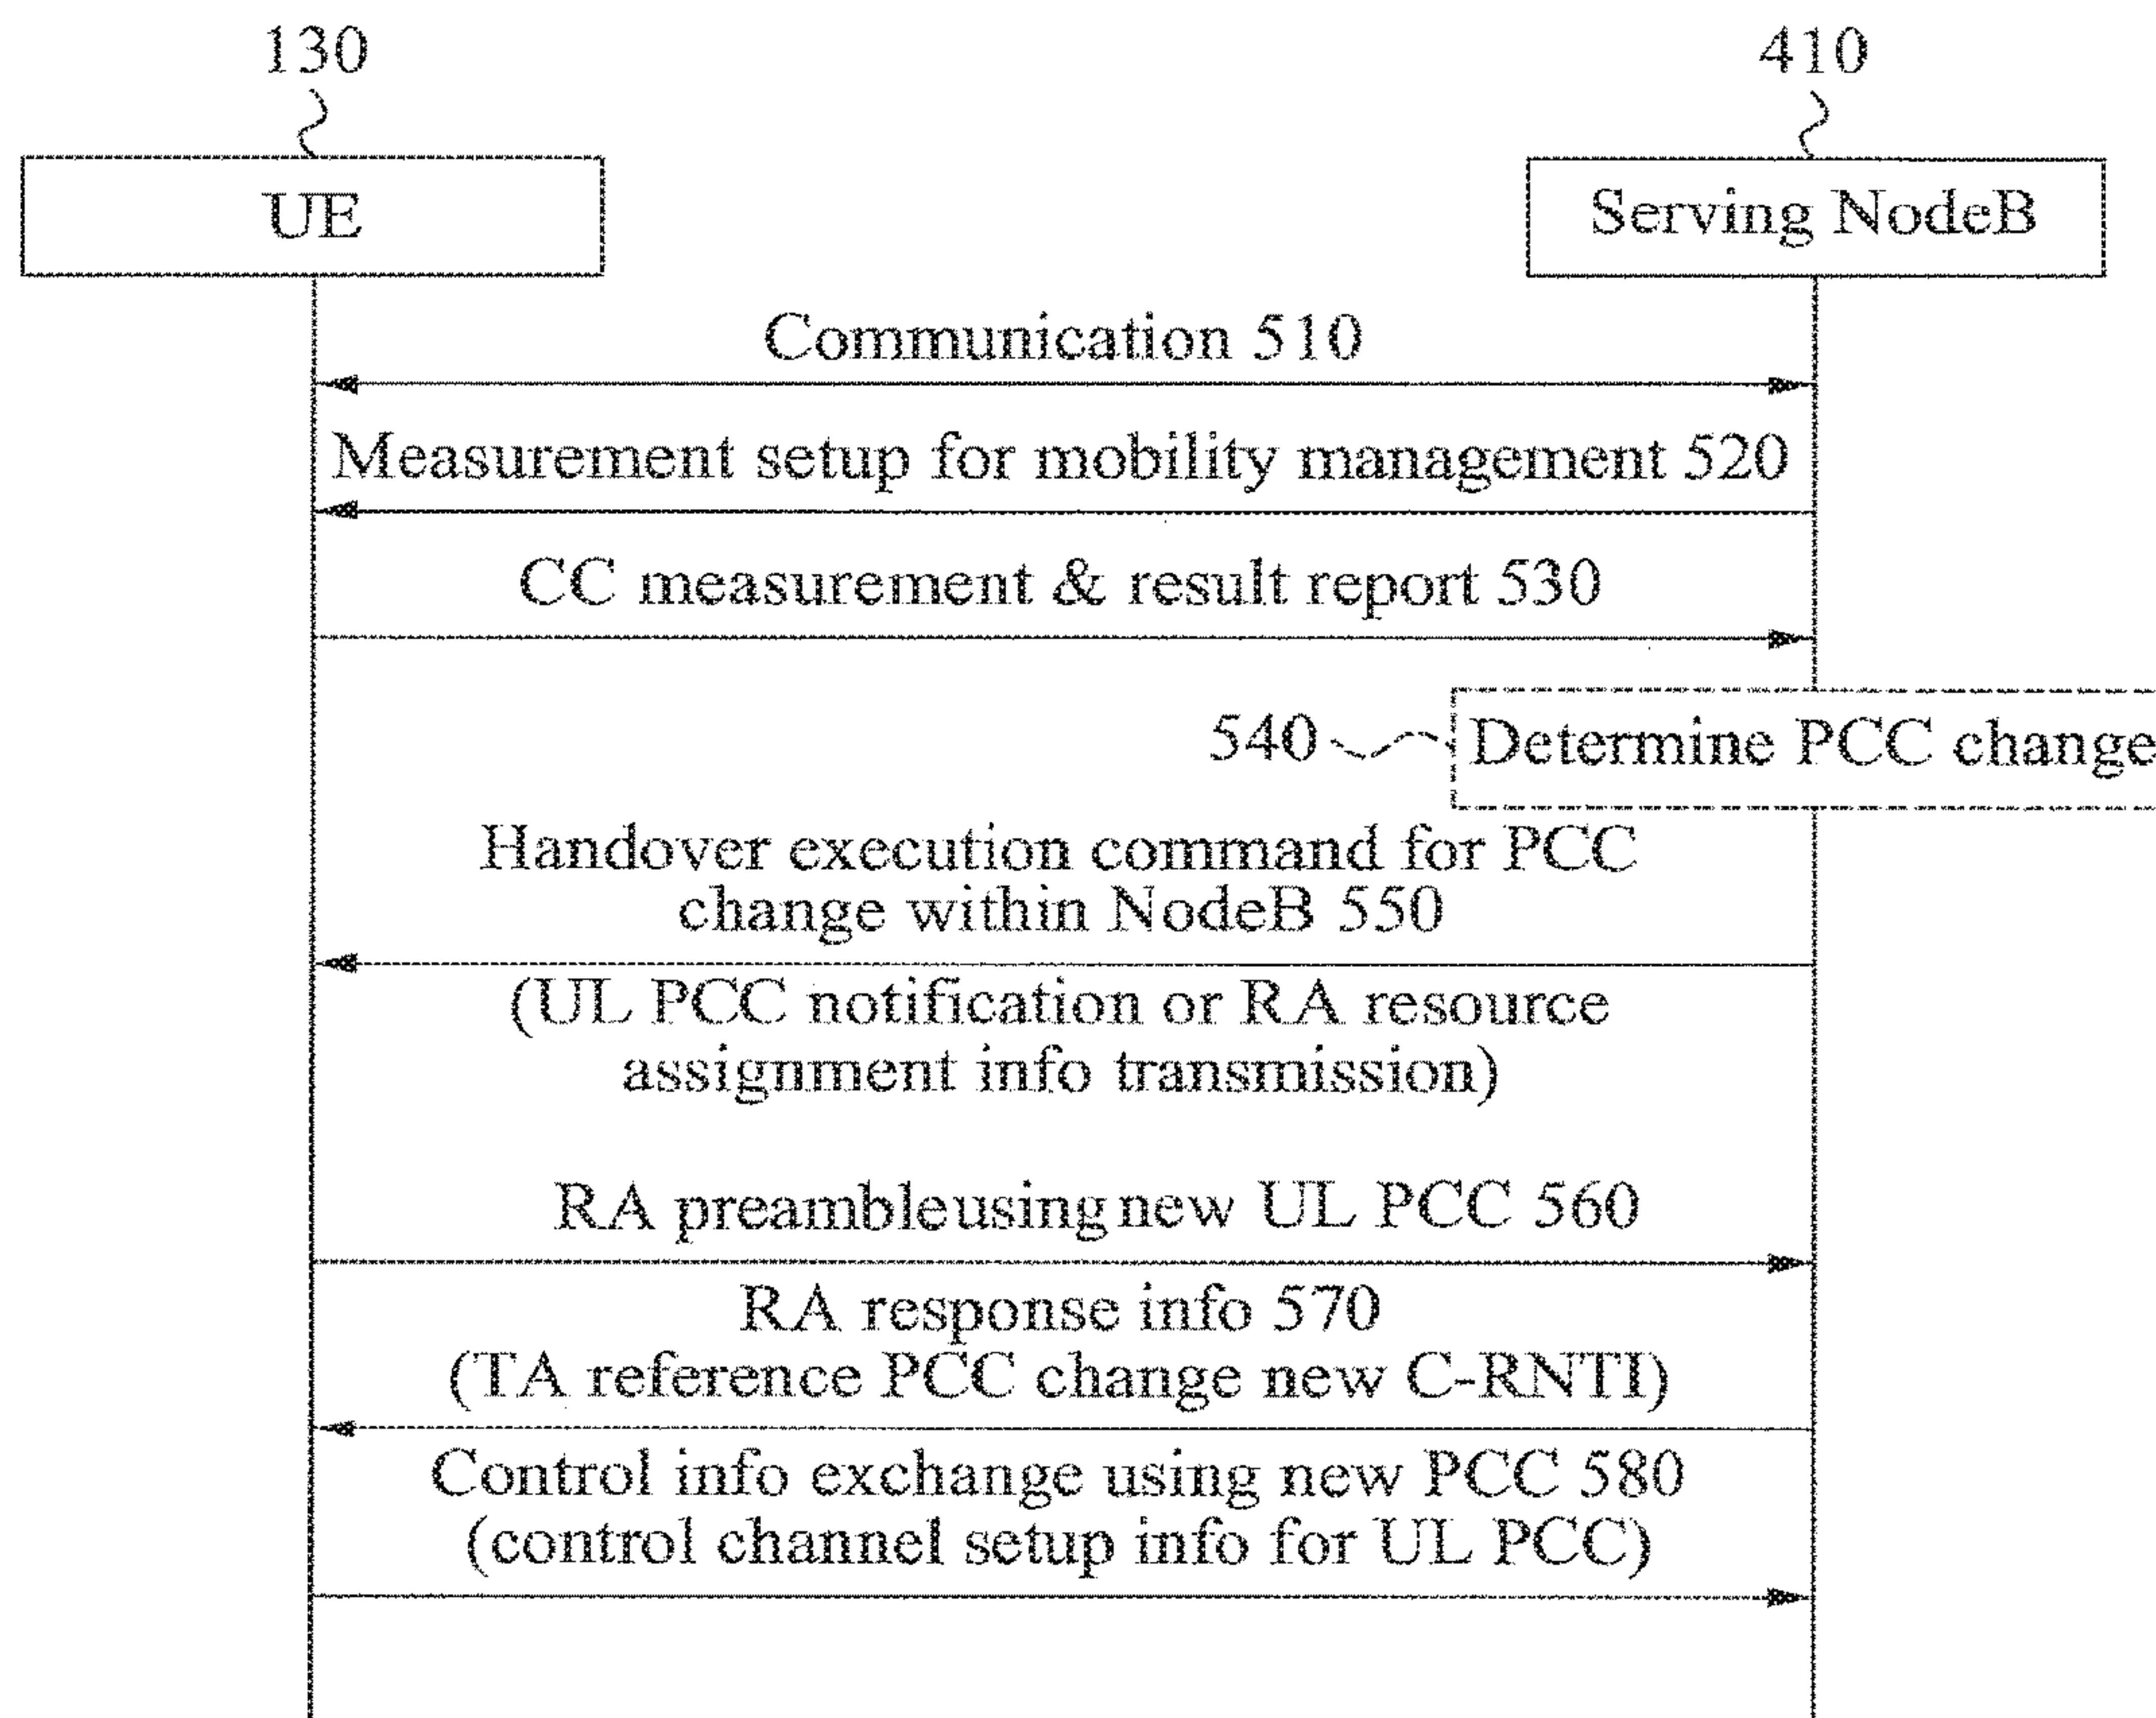 130
410
UE
Serving NodeB
Communication 510
Measurement setup for mobility management 520
CC measurement & result report 530
540
Determine PCC change
Handover execution command for PCC
change within NodeB 550
(UL PCC notification or RA resource
assignment info transmission)
RA preambleusing new UL PCC 560
RA response info 570
(TA reference PCC change new C-RNTI)
Control info exchange using new PCC 580
(control channel setup info for UL PCC)